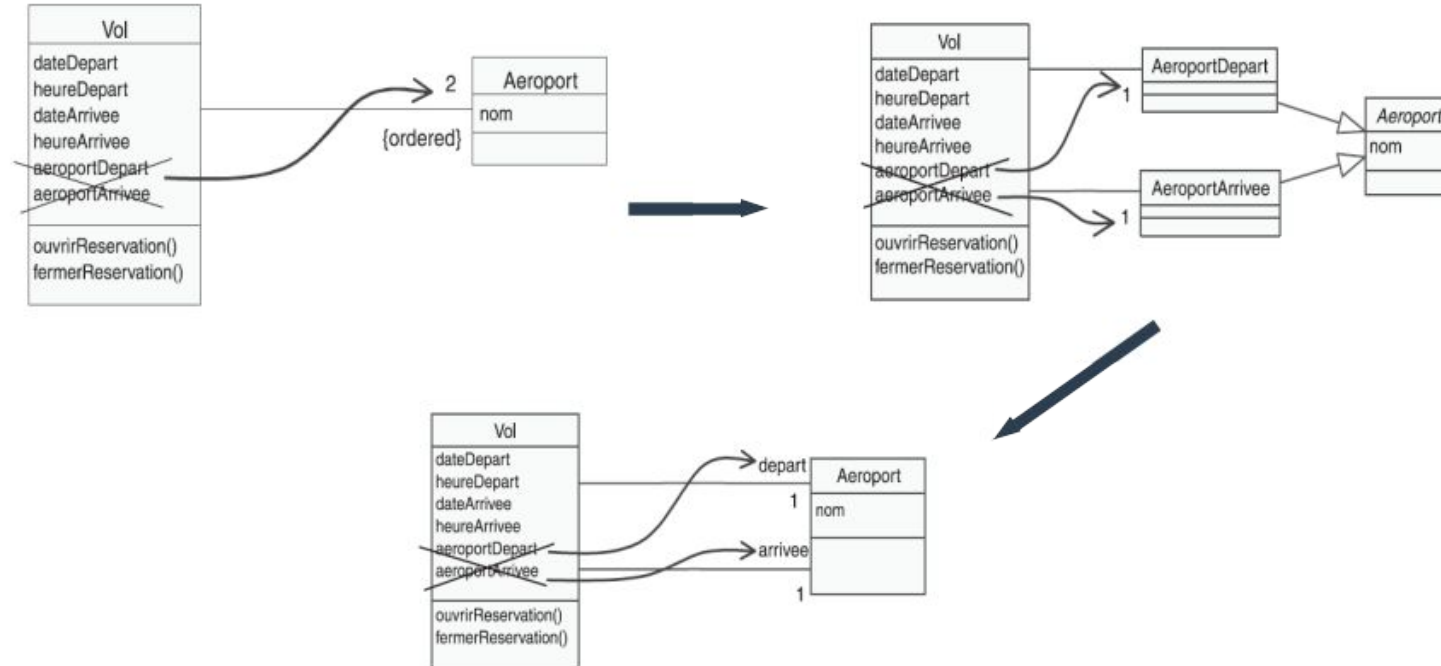 Vol
dateDepart
heureDepart
dateArrivee
heureArrivee
aeroportDepart
aeroportArrivee
ouvrirReservation()
fermerReservation()
2
{ordered}
Aeroport
nom
Vol
dateDepart
heureDepart
dateArrivee
heureArrivee
aeroportDepart
aeroportArrivee
ouvrirReservation()
fermerReservation()
AeroportDepart
1
AeroportArrivee
1
Aeroport
nom
Vol
dateDepart
heureDepart
dateArrivee
heureArrivee
aeroportDepart
aeroportArrivee
ouvrirReservation()
fermerReservation()
depart
1
arrivee
1
Aeroport
nom